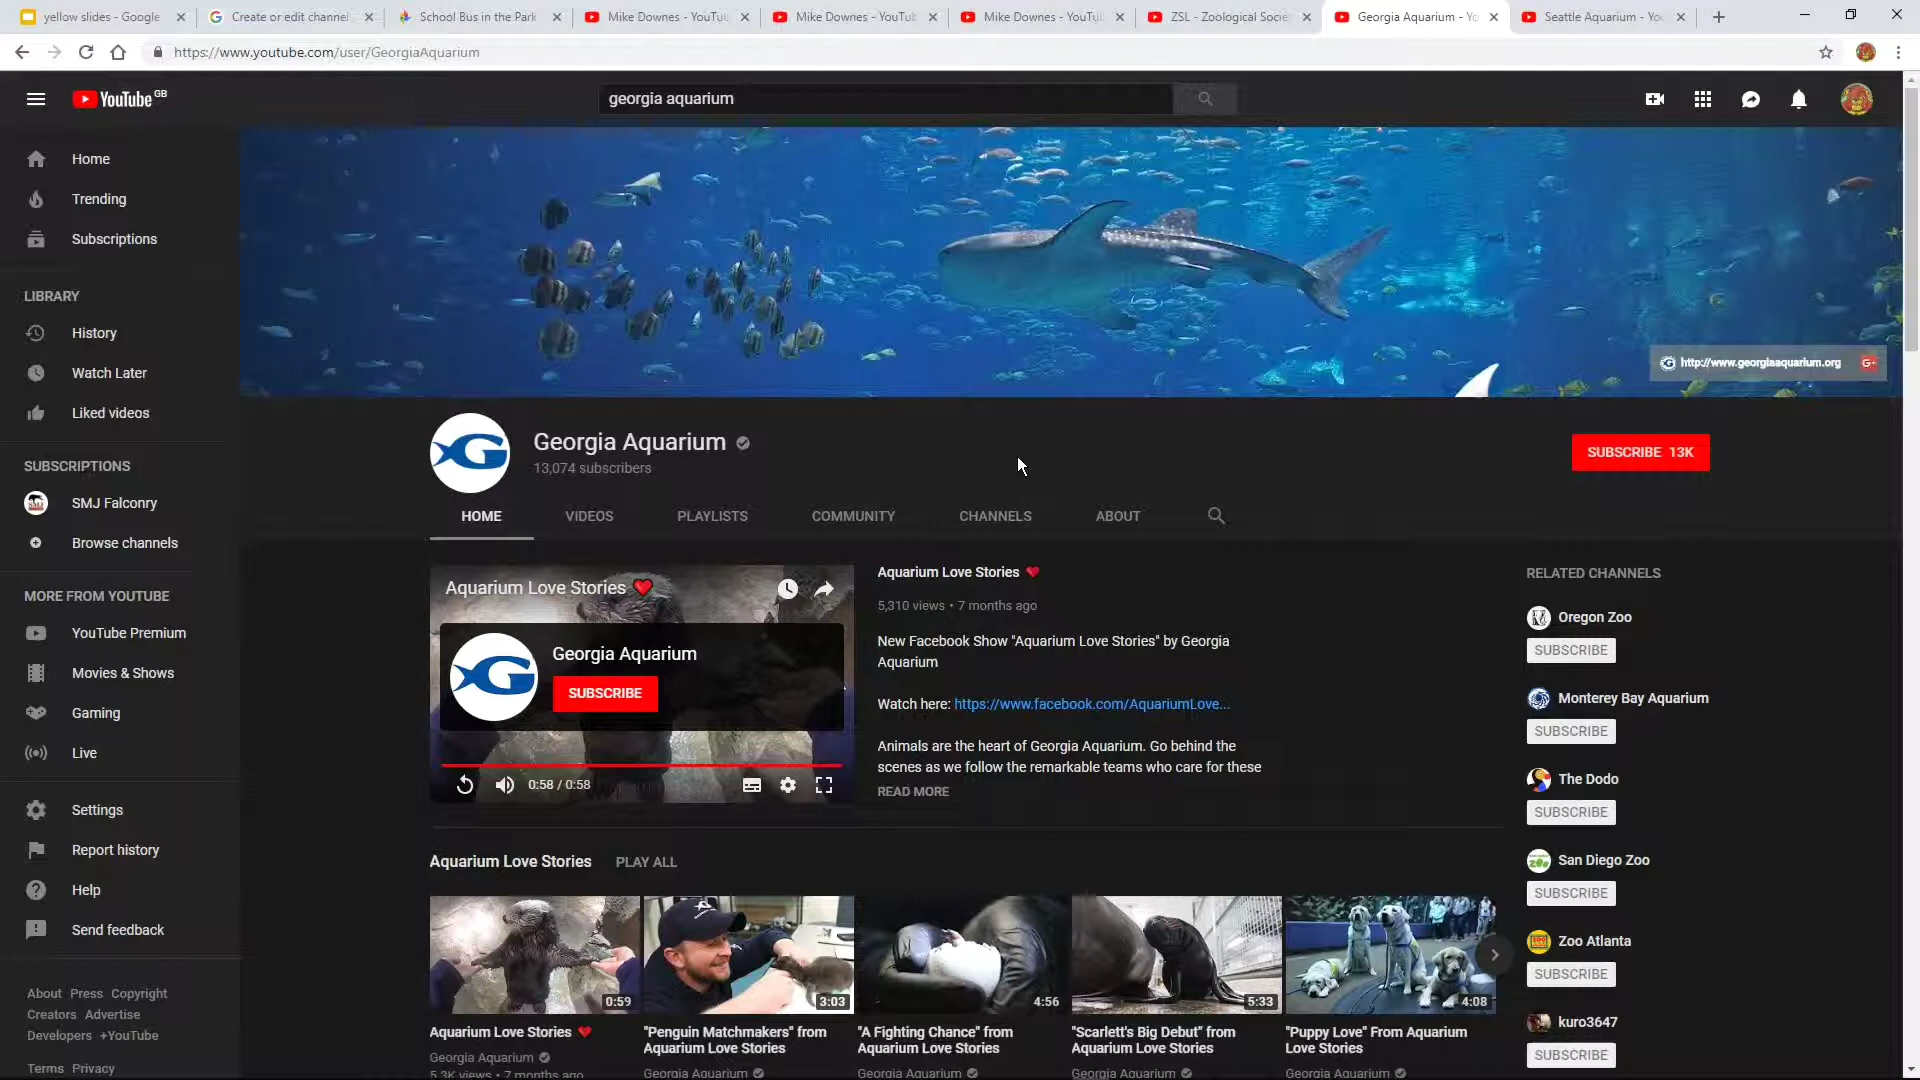 yellow slides - Google
Create or edit channel
School Bus in the Park
Mike Downes - YouTu
Mike Downes - YouTub
Mike Downes - YouTu
ZSL - Zoological Socie
Georgia Aquarium - Yo
Seattle Aquarium - You
https://www.youtube.com/user/GeorgiaAquarium
YouTube GB
georgia aquarium
Home
Trending
Subscriptions
LIBRARY
History
Watch Later
Liked videos
SUBSCRIPTIONS
SMJ Falconry
Browse channels
MORE FROM YOUTUBE
YouTube Premium
Movies & Shows
Gaming
Live
Settings
Report history
Help
Send feedback
About Press Copyright
Creators Advertise
Developers +YouTube
Terms Privacy
http://www.georgiaaquarium.org
G+
Georgia Aquarium
13,074 subscribers
SUBSCRIBE 13K
HOME VIDEOS PLAYLISTS COMMUNITY CHANNELS ABOUT
Aquarium Love Stories ❤
Georgia Aquarium
SUBSCRIBE
0:58 / 0:58
Aquarium Love Stories ❤
5,310 views • 7 months ago
New Facebook Show "Aquarium Love Stories" by Georgia
Aquarium
Watch here: https://www.facebook.com/AquariumLove...
Animals are the heart of Georgia Aquarium. Go behind the
scenes as we follow the remarkable teams who care for these
READ MORE
RELATED CHANNELS
Oregon Zoo
SUBSCRIBE
Monterey Bay Aquarium
SUBSCRIBE
The Dodo
SUBSCRIBE
San Diego Zoo
SUBSCRIBE
Zoo Atlanta
SUBSCRIBE
kuro3647
SUBSCRIBE
Aquarium Love Stories PLAY ALL
0:59
3:03
4:56
5:33
4:08
Aquarium Love Stories ❤
Georgia Aquarium
5.3K views • 7 months ago
"Penguin Matchmakers" from
Aquarium Love Stories
Georgia Aquarium
"A Fighting Chance" from
Aquarium Love Stories
Georgia Aquarium
"Scarlett's Big Debut" from
Aquarium Love Stories
Georgia Aquarium
"Puppy Love" From Aquarium
Love Stories
Georgia Aquarium